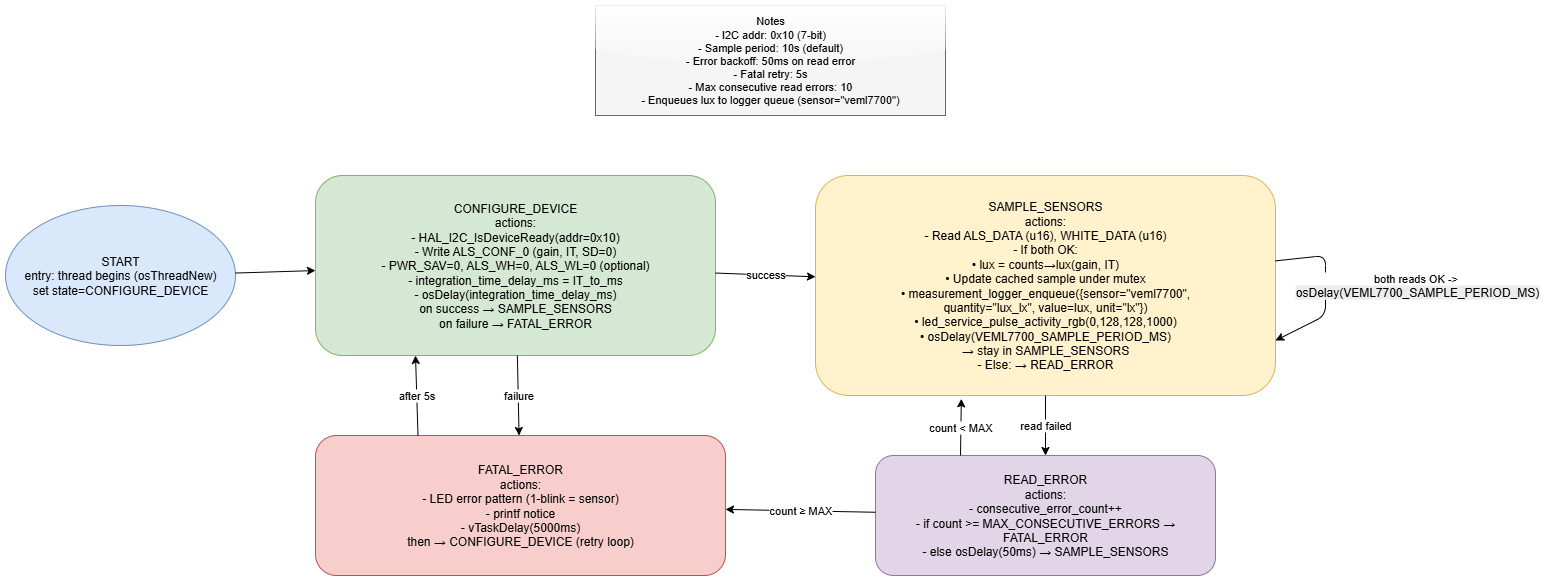 Notes
- I2C addr: 0x10 (7-bit)
- Sample period: 10s (default)
- Error backoff: 50ms on read error
- Fatal retry: 5s
- Max consecutive read errors: 10
- Enqueues lux to logger queue (sensor="veml7700")
START
entry: thread begins (osThreadNew)
set state=CONFIGURE_DEVICE
CONFIGURE_DEVICE
actions:
- HAL_I2C_IsDeviceReady(addr=0x10)
- Write ALS_CONF_0 (gain, IT, SD=0)
- PWR_SAV=0, ALS_WH=0, ALS_WL=0 (optional)
- integration_time_delay_ms = IT_to_ms
- osDelay(integration_time_delay_ms)
on success → SAMPLE_SENSORS
on failure → FATAL_ERROR
success
SAMPLE_SENSORS
actions:
- Read ALS_DATA (u16), WHITE_DATA (u16)
- If both OK:
• lux = counts→lux(gain, IT)
• Update cached sample under mutex
• measurement_logger_enqueue({sensor="veml7700",
quantity="lux_lx", value=lux, unit="lx"})
• led_service_pulse_activity_rgb(0,128,128,1000)
• osDelay(VEML7700_SAMPLE_PERIOD_MS)
→ stay in SAMPLE_SENSORS
- Else: → READ_ERROR
both reads OK ->
osDelay(VEML7700_SAMPLE_PERIOD_MS)
after 5s
failure
count < MAX
read failed
FATAL_ERROR
actions:
- LED error pattern (1-blink = sensor)
- printf notice
- vTaskDelay(5000ms)
then → CONFIGURE_DEVICE (retry loop)
count ≥ MAX
READ_ERROR
actions:
- consecutive_error_count++
- if count >= MAX_CONSECUTIVE_ERRORS →
FATAL_ERROR
- else osDelay(50ms) → SAMPLE_SENSORS